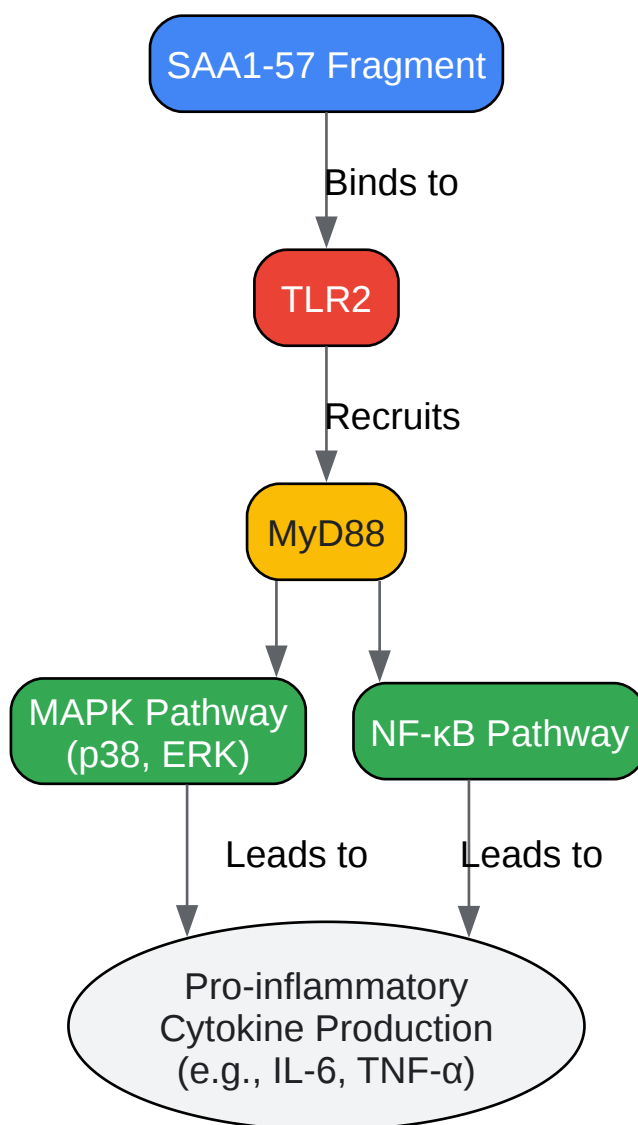 SAA1-57 Fragment
Binds to
TLR2
Recruits
MyD88
MAPK Pathway
(p38, ERK)
NF-κB Pathway
Leads to
Leads to
Pro-inflammatory
Cytokine Production
(e.g., IL-6, TNF-α)